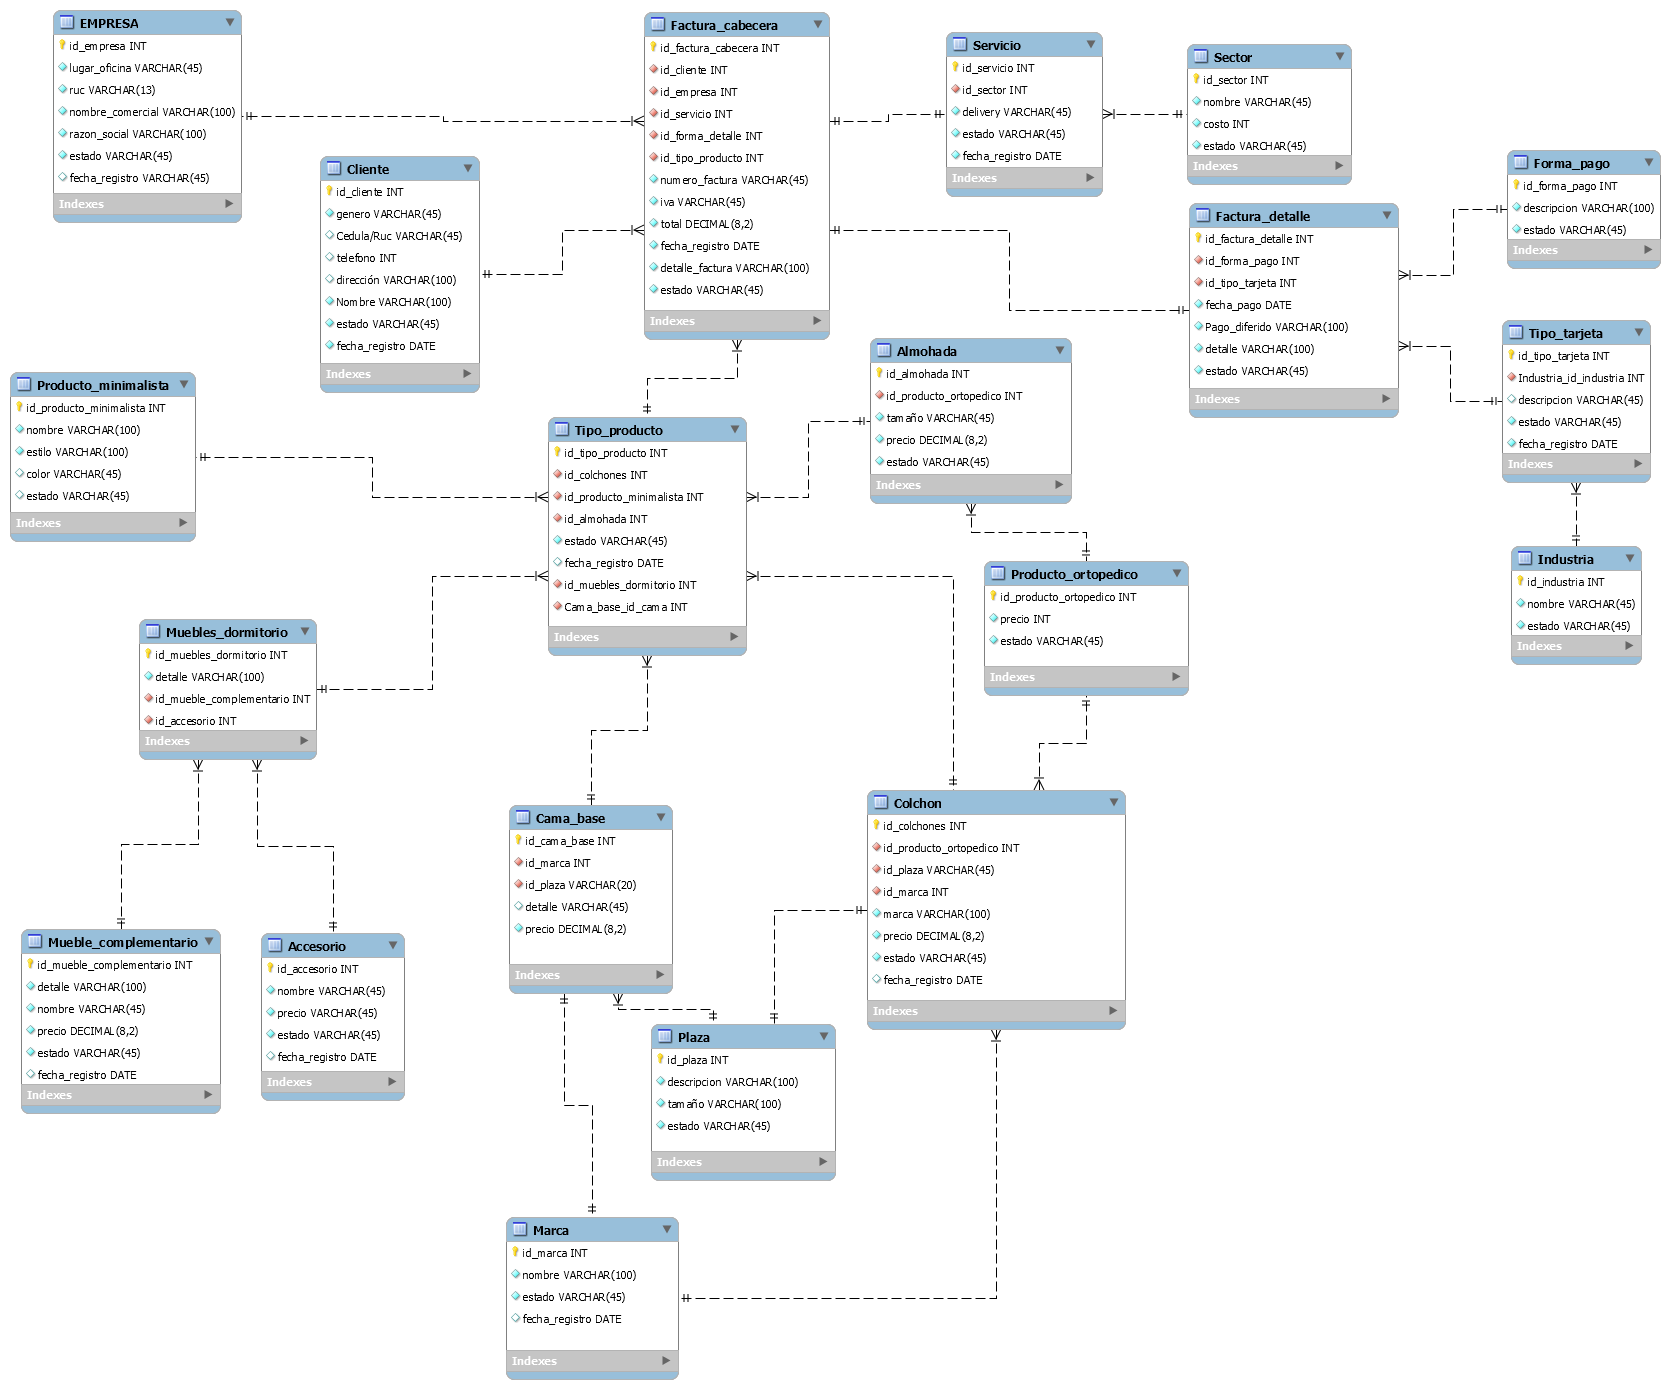 EMPRESA
id_empresa INT
lugar_oficina VARCHAR(45)
ruc VARCHAR(13)
nombre_comercial VARCHAR(100)
razon_social VARCHAR(100)
estado VARCHAR(45)
fecha_registro VARCHAR(45)
Indexes
Factura_cabecera
id_factura_cabecera INT
id_cliente INT
id_empresa INT
id_servicio INT
id_forma_detalle INT
id_tipo_producto INT
numero_factura VARCHAR(45)
iva VARCHAR(45)
total DECIMAL(8,2)
fecha_registro DATE
detalle_factura VARCHAR(100)
estado VARCHAR(45)
Indexes
Servicio
id_servicio INT
id_sector INT
delivery VARCHAR(45)
estado VARCHAR(45)
fecha_registro DATE
Indexes
Sector
id_sector INT
nombre VARCHAR(45)
costo INT
estado VARCHAR(45)
Indexes
Forma_pago
id_forma_pago INT
descripcion VARCHAR(100)
estado VARCHAR(45)
Indexes
Cliente
id_cliente INT
genero VARCHAR(45)
Cedula/Ruc VARCHAR(45)
telefono INT
dirección VARCHAR(100)
Nombre VARCHAR(100)
estado VARCHAR(45)
fecha_registro DATE
Indexes
Factura_detalle
id_factura_detalle INT
id_forma_pago INT
id_tipo_tarjeta INT
fecha_pago DATE
Pago_diferido VARCHAR(100)
detalle VARCHAR(100)
estado VARCHAR(45)
Indexes
Tipo_tarjeta
id_tipo_tarjeta INT
Industria_id_industria INT
descripcion VARCHAR(45)
estado VARCHAR(45)
fecha_registro DATE
Indexes
Almohada
id_almohada INT
id_producto_ortopedico INT
tamaño VARCHAR(45)
precio DECIMAL(8,2)
estado VARCHAR(45)
Indexes
Producto_minimalista
id_producto_minimalista INT
nombre VARCHAR(100)
estilo VARCHAR(100)
color VARCHAR(45)
estado VARCHAR(45)
Indexes
Tipo_producto
id_tipo_producto INT
id_colchones INT
id_producto_minimalista INT
id_almohada INT
estado VARCHAR(45)
fecha_registro DATE
id_muebles_dormitorio INT
Cama_base_id_cama INT
Indexes
Producto_ortopedico
id_producto_ortopedico INT
precio INT
estado VARCHAR(45)
Indexes
Industria
id_industria INT
nombre VARCHAR(45)
estado VARCHAR(45)
Indexes
Muebles_dormitorio
id_muebles_dormitorio INT
detalle VARCHAR(100)
id_mueble_complementario INT
id_accesorio INT
Indexes
Cama_base
id_cama_base INT
id_marca INT
id_plaza VARCHAR(20)
detalle VARCHAR(45)
precio DECIMAL(8,2)
Indexes
Colchon
id_colchones INT
id_producto_ortopedico INT
id_plaza VARCHAR(45)
id_marca INT
marca VARCHAR(100)
precio DECIMAL(8,2)
estado VARCHAR(45)
fecha_registro DATE
Indexes
Mueble_complementario
id_mueble_complementario INT
detalle VARCHAR(100)
nombre VARCHAR(45)
precio DECIMAL(8,2)
estado VARCHAR(45)
fecha_registro DATE
Indexes
Accesorio
id_accesorio INT
nombre VARCHAR(45)
precio VARCHAR(45)
estado VARCHAR(45)
fecha_registro DATE
Indexes
Plaza
id_plaza INT
descripcion VARCHAR(100)
tamaño VARCHAR(100)
estado VARCHAR(45)
Indexes
Marca
id_marca INT
nombre VARCHAR(100)
estado VARCHAR(45)
fecha_registro DATE
Indexes